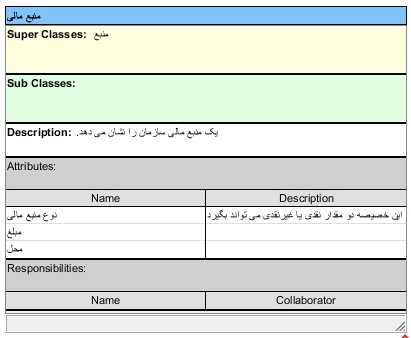 منبع مالی
Super Classes: منبع
Sub Classes:
Description: یک منبع مالی سازمان را نشان می دهد.
Attributes:
Name Description
نوع منبع مالی این خصیصه دو مقدار نقدی یا غیرنقدی می تواند بگیرد
مبلغ
محل
Responsibilities:
Name Collaborator